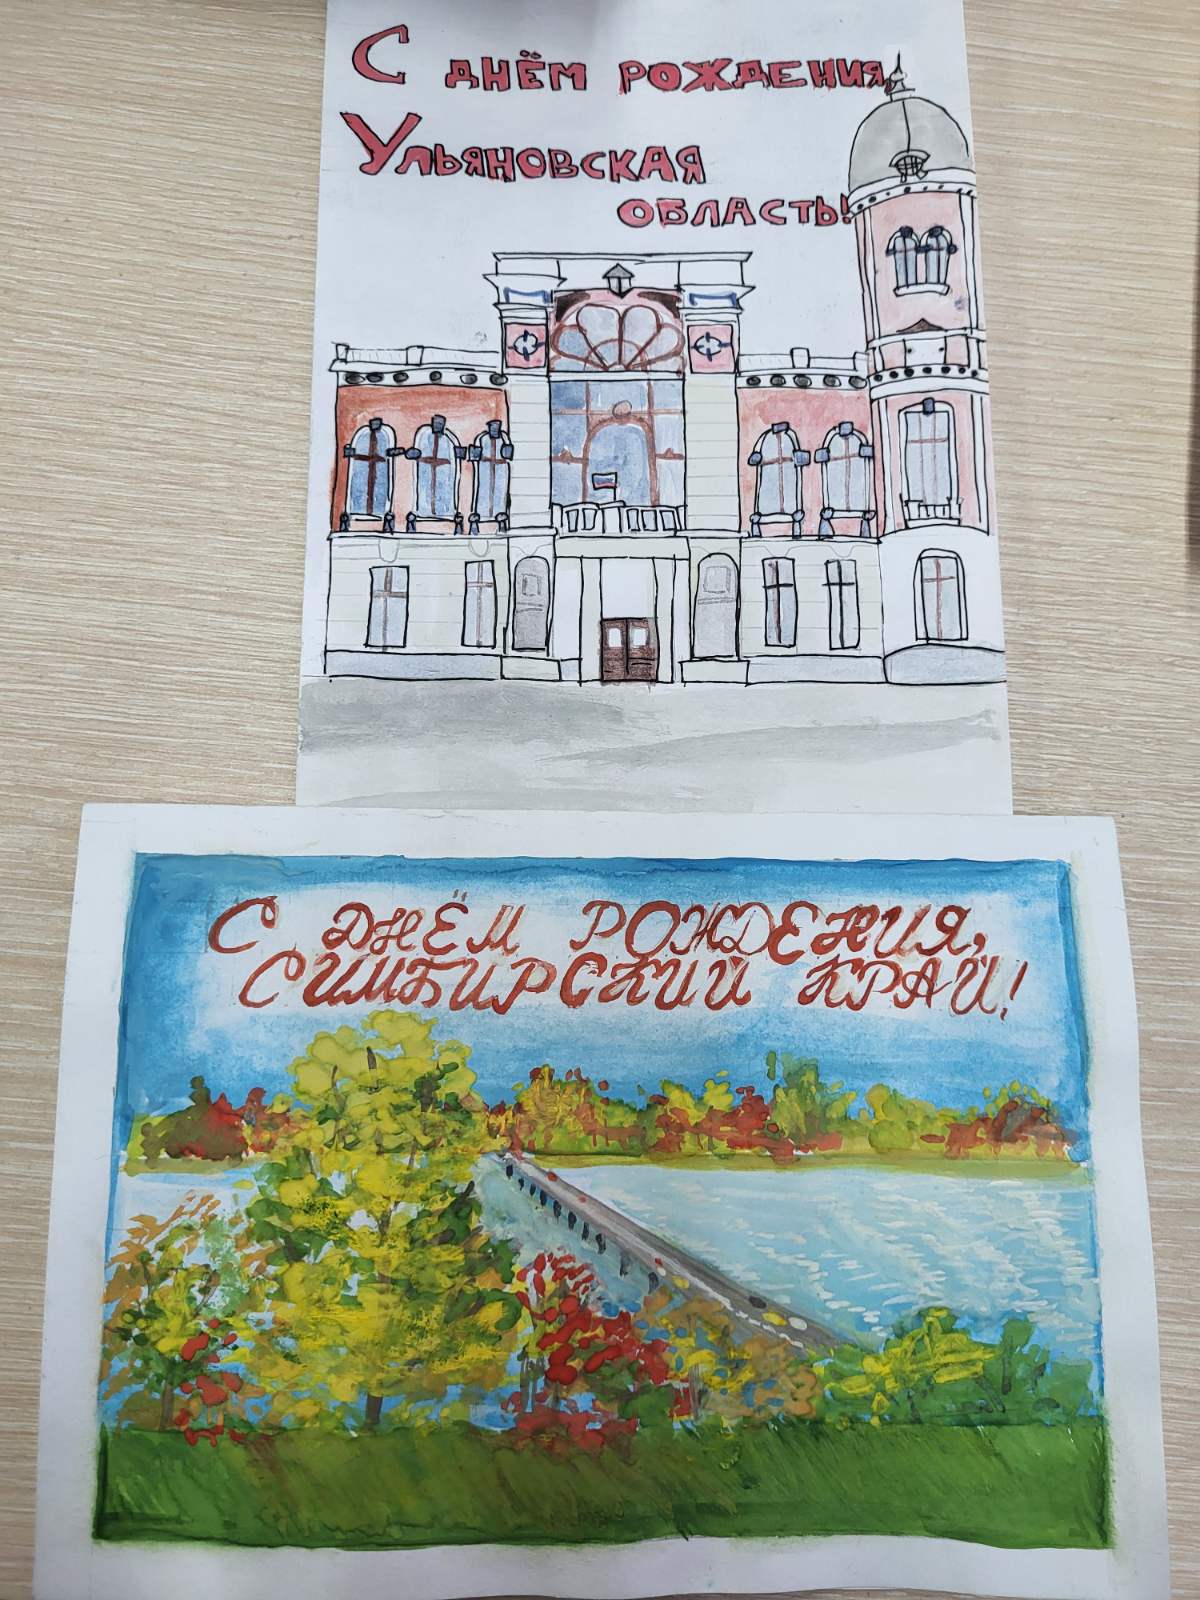 С ДНЁМ РОЖДЕНИЯ,
УЛЬЯНОВСКАЯ
ОБЛАСТЬ!
С ДНЁМ РОЖДЕНИЯ,
СИМБИРСКИЙ КРАЙ!